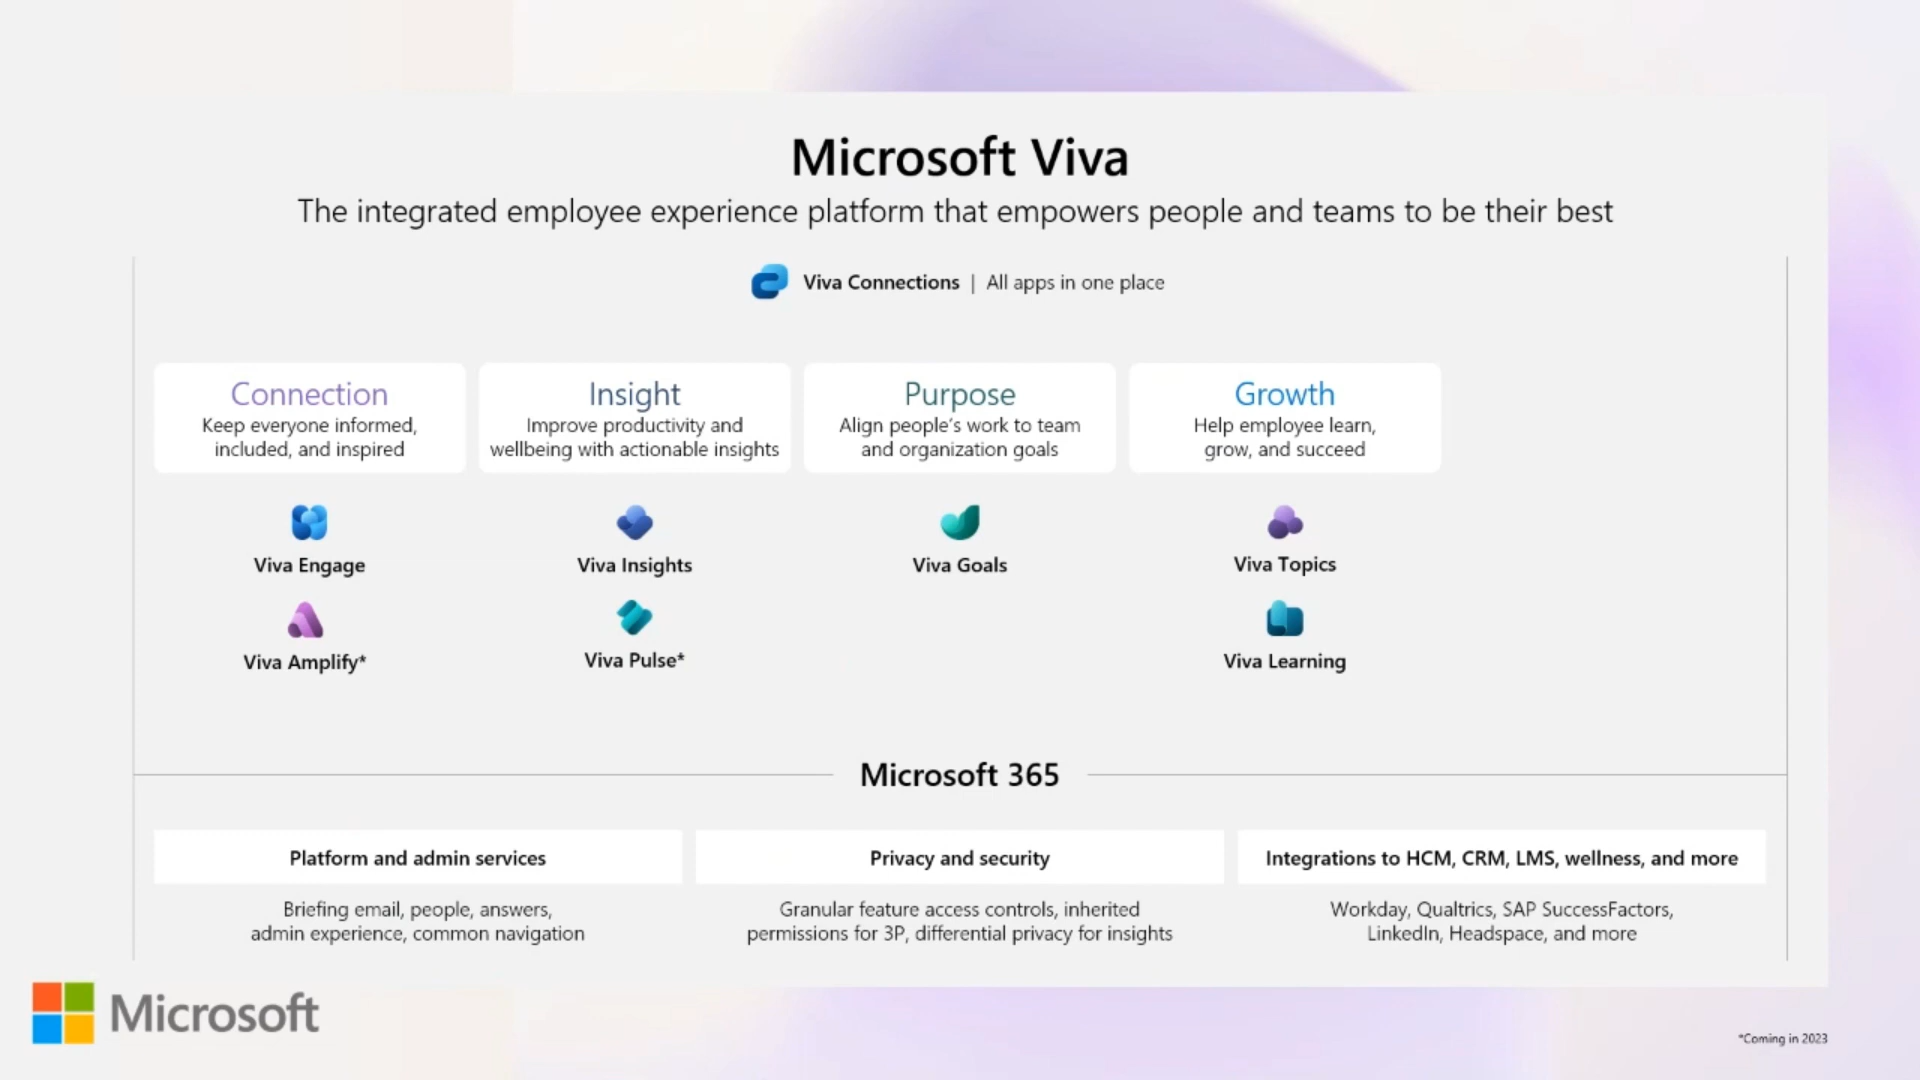 Microsoft Viva
The integrated employee experience platform that empowers people and teams to be their best
Viva Connections | All apps in one place
Connection
Keep everyone informed,
included, and inspired
Insight
Improve productivity and
wellbeing with actionable insights
Purpose
Align people's work to team
and organization goals
Growth
Help employee learn,
grow, and succeed
Viva Engage
Viva Insights
Viva Goals
Viva Topics
Viva Amplify*
Viva Pulse*
Viva Learning
Microsoft 365
Platform and admin services
Briefing email, people, answers,
admin experience, common navigation
Privacy and security
Granular feature access controls, inherited
permissions for 3P, differential privacy for insights
Integrations to HCM, CRM, LMS, wellness, and more
Workday, Qualtrics, SAP SuccessFactors,
LinkedIn, Headspace, and more
Microsoft
*Coming in 2023